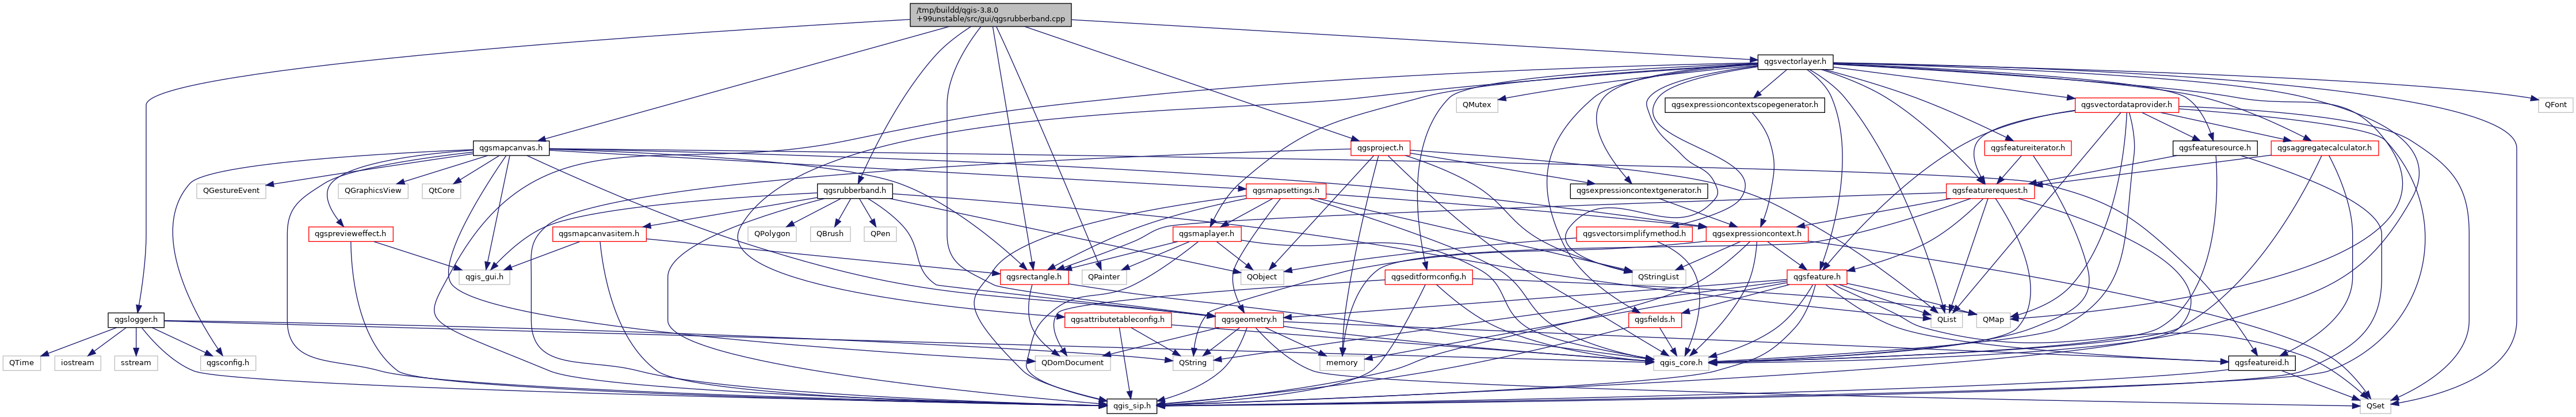 /tmp/buildd/qgis-3.8.0
+99unstable/src/gui/qgsrubberband.cpp
qgsvectorlayer.h
QMutex
qgsexpressioncontextscopegenerator.h
qgsvectordataprovider.h
QFont
qgsmapcanvas.h
qgsproject.h
qgsfeatureiterator.h
qgsfeaturesource.h
qgsaggregatecalculator.h
QGestureEvent
QGraphicsView
QtCore
qgsrubberband.h
qgsmapsettings.h
qgsexpressioncontextgenerator.h
qgsfeaturerequest.h
qgsprevieweffect.h
qgsmapcanvasitem.h
QPolygon
QBrush
QPen
qgsmaplayer.h
qgsvectorsimplifymethod.h
qgsexpressioncontext.h
qgis_gui.h
qgsrectangle.h
QPainter
QObject
qgseditformconfig.h
QStringList
qgsfeature.h
qgslogger.h
qgsattributetableconfig.h
qgsgeometry.h
qgsfields.h
QList
QMap
QTime
iostream
sstream
qgsconfig.h
QDomDocument
QString
memory
qgis_core.h
qgsfeatureid.h
qgis_sip.h
QSet